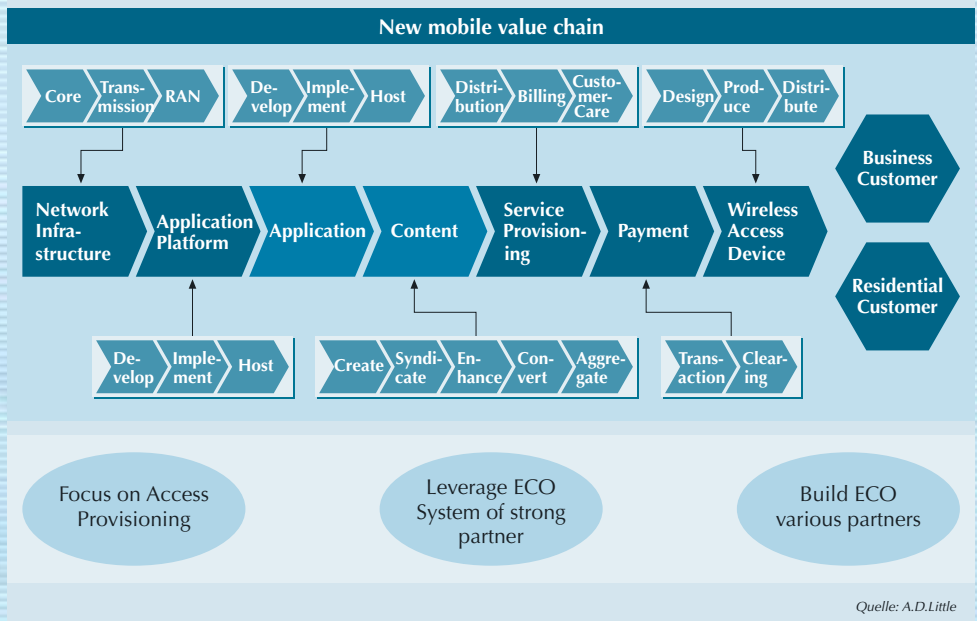 New mobile value chain
Core
Trans-
mission
RAN
De-
velop
Imple-
ment
Host
Distri-
bution
Billing
Custo-
mer-
Care
Design
Prod-
uce
Distri-
bute
Business
Customer
Network
Infra-
structure
Application
Platform
Application
Content
Service
Provision-
ing
Payment
Wireless
Access
Device
Residential
Customer
De-
velop
Imple-
ment
Host
Create
Syndi-
cate
En-
hance
Con-
vert
Aggre-
gate
Trans-
action
Clear-
ing
Focus on Access
Provisioning
Leverage ECO
System of strong
partner
Build ECO
various partners
Quelle: A.D.Little